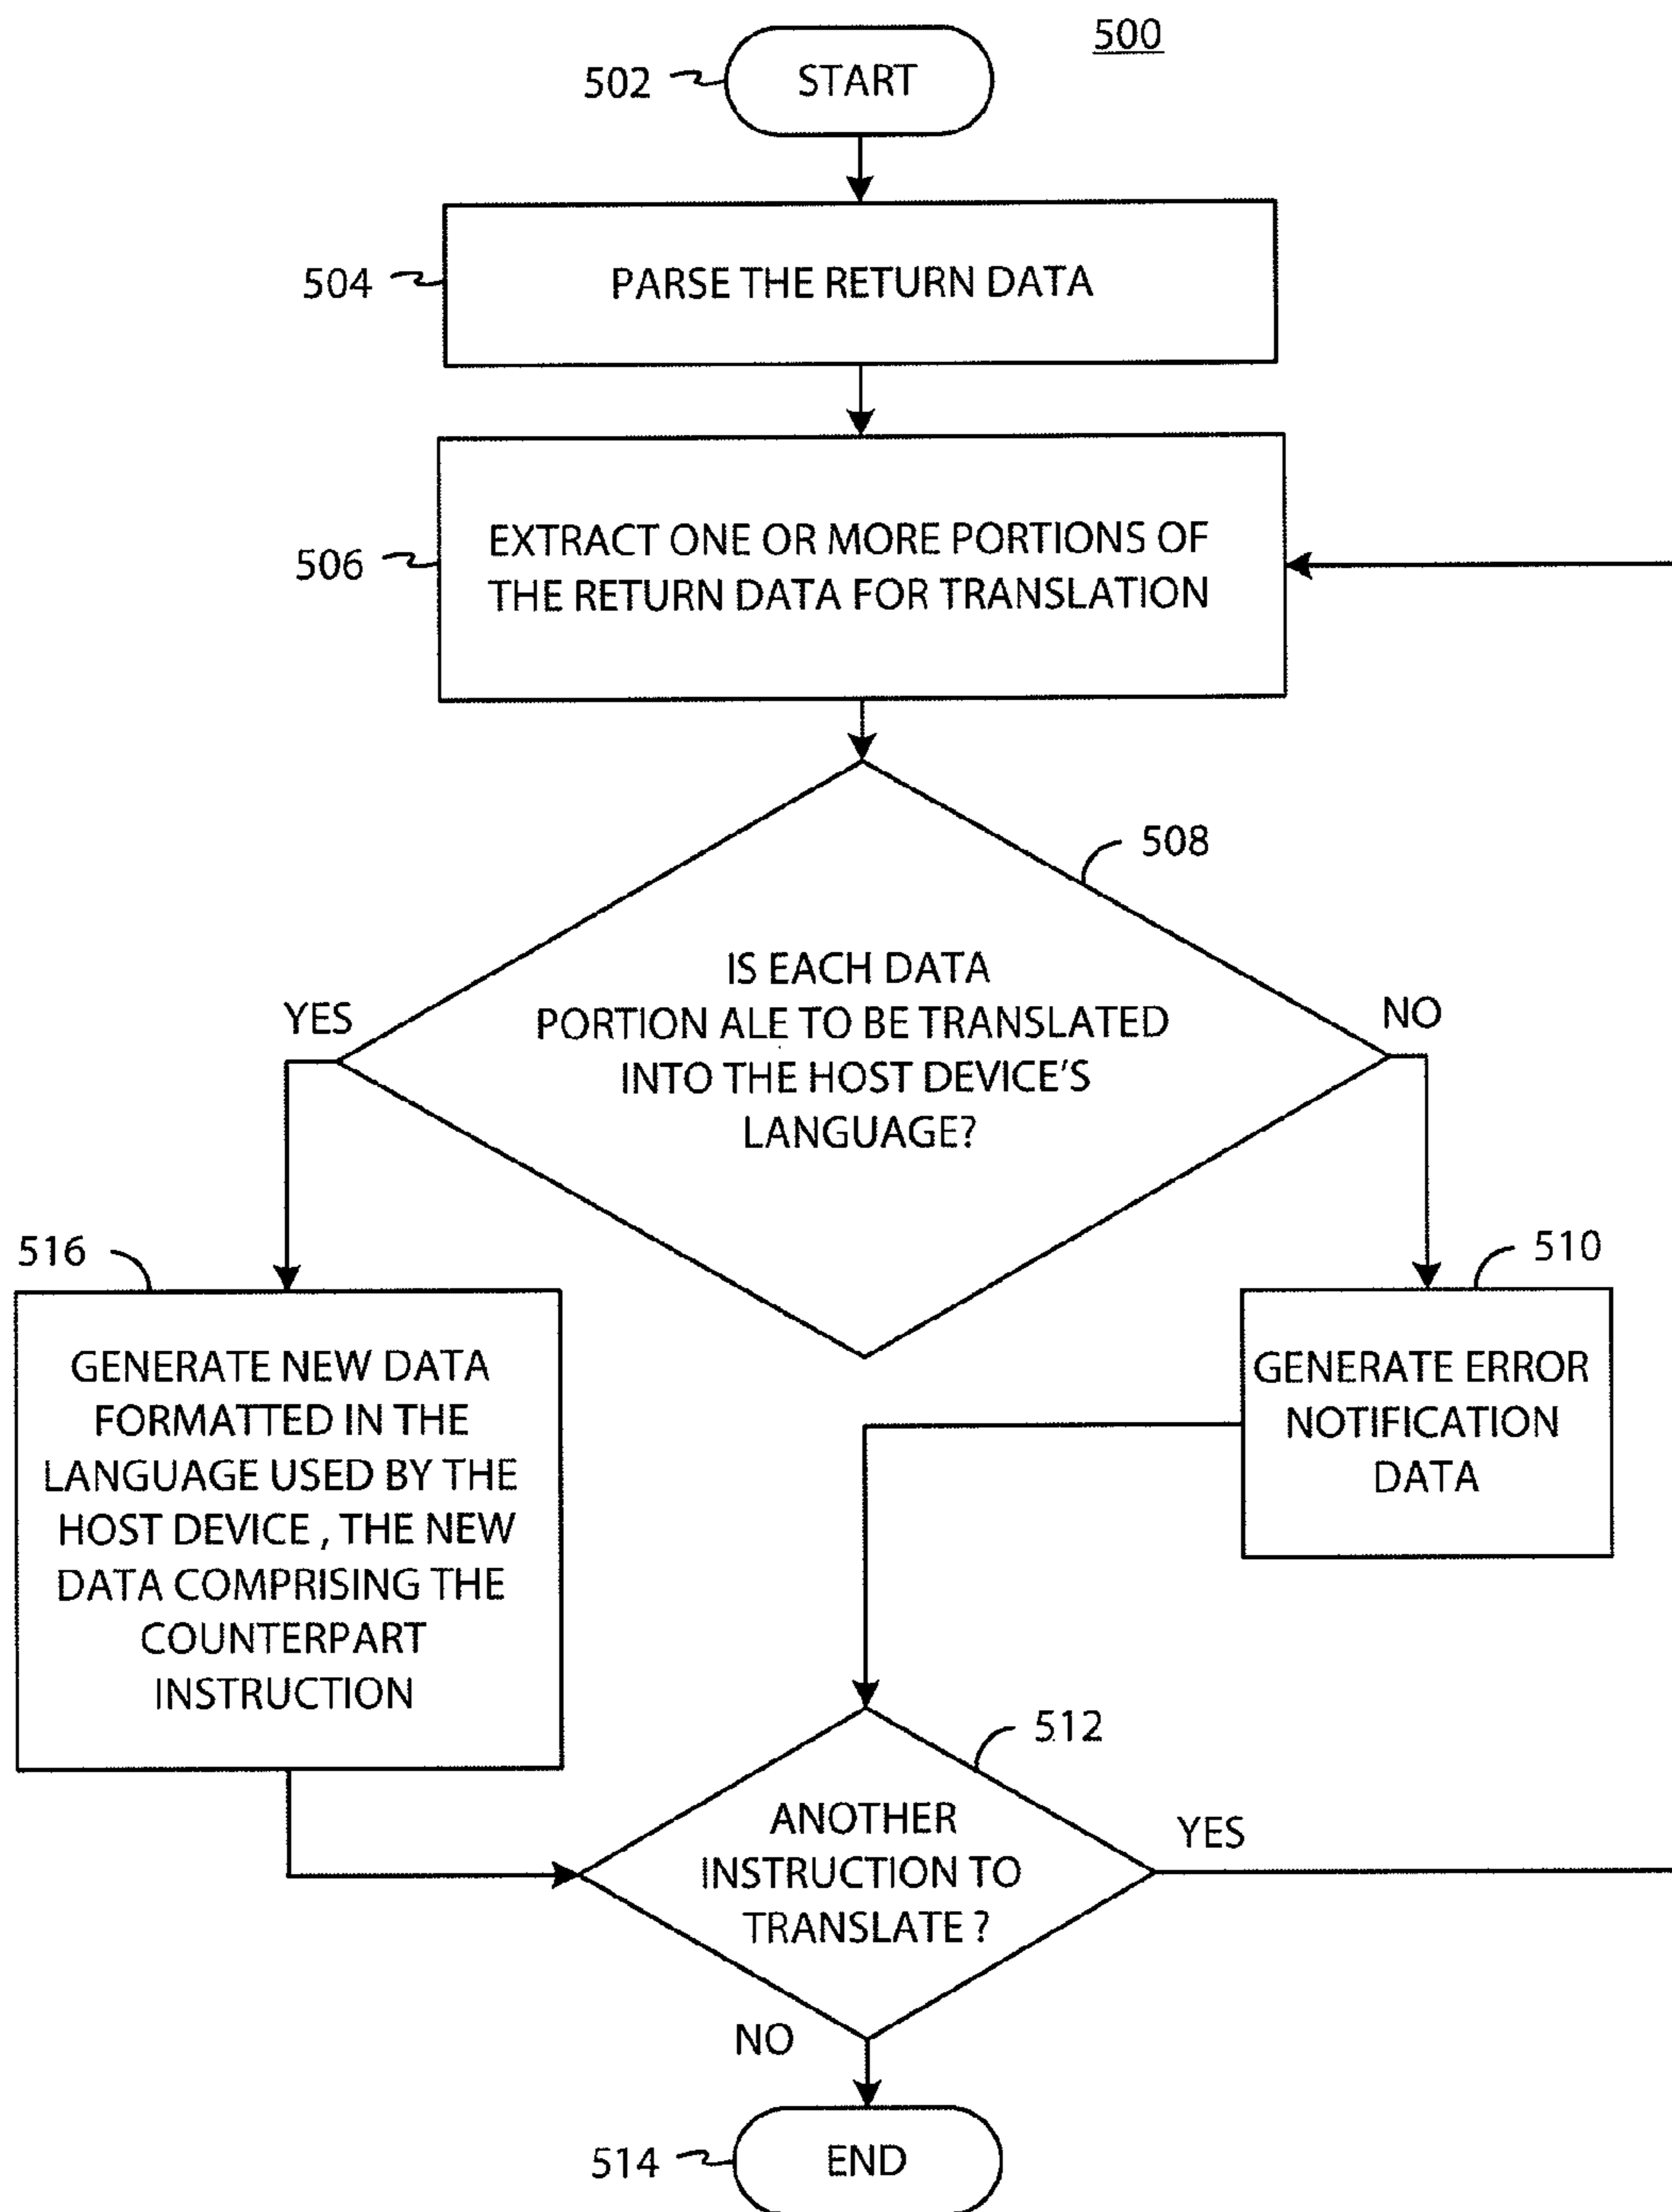 500
502
START
504
PARSE THE RETURN DATA
506
EXTRACT ONE OR MORE PORTIONS OF
THE RETURN DATA FOR TRANSLATION
508
IS EACH DATA
PORTION ALE TO BE TRANSLATED
INTO THE HOST DEVICE'S
LANGUAGE?
YES
NO
516
GENERATE NEW DATA
FORMATTED IN THE
LANGUAGE USED BY THE
HOST DEVICE , THE NEW
DATA COMPRISING THE
COUNTERPART
INSTRUCTION
510
GENERATE ERROR
NOTIFICATION
DATA
512
ANOTHER
INSTRUCTION TO
TRANSLATE ?
YES
NO
514
END